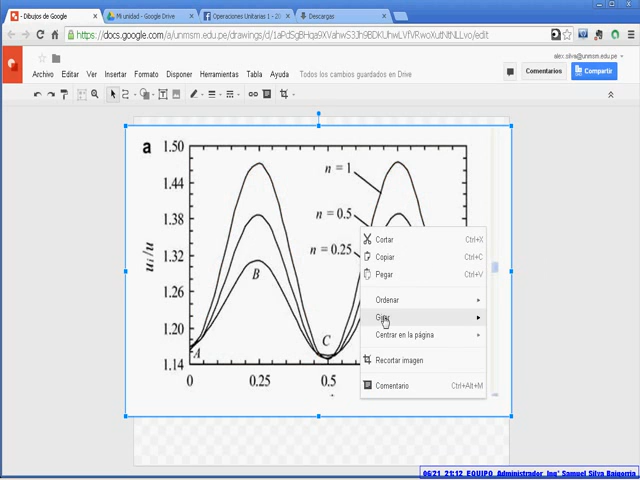 - Dibujos de Google
Mi unidad - Google Drive
Operaciones Unitarias 1 - 20
Descargas
https://docs.google.com/a/unmsm.edu.pe/drawings/d/
alex.silva@unmsm.edu.pe
Archivo Editar Ver Insertar Formato Disponer Herramientas Tabla Ayuda Todos los cambios guardados en Drive
Comentarios
Compartir
a
1.50
1.44
1.38
1.32
1.26
1.20
1.14
ui/u
n = 1
n = 0.5
n = 0.25
A
B
C
0 0.25 0.5
Cortar Ctrl+X
Copiar Ctrl+C
Pegar Ctrl+V
Ordenar
Girar
Centrar en la página
Recortar imagen
Comentario Ctrl+Alt+M
06/21 21:12 EQUIPO Administrador Ing° Samuel Silva Baigorria